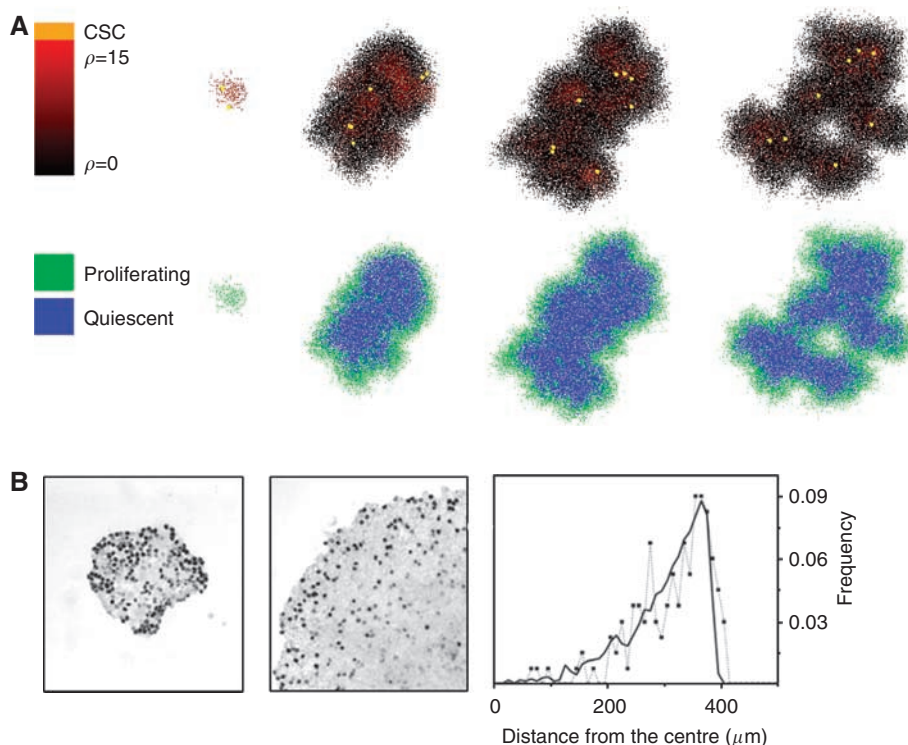 A
CSC
ρ=15
ρ=0
Proliferating
Quiescent
B
0.09
0.06
0.03
Frequency
0
200
400
Distance from the centre (μm)